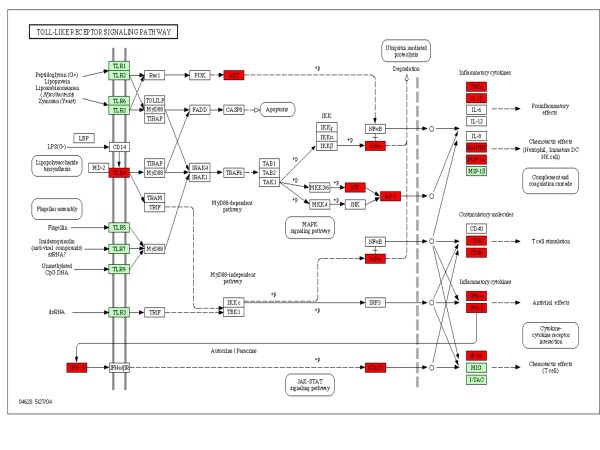 TOLL-LIKE RECEPTOR SIGNALING PATHWAY
Ubiquitin mediated
proteolysis
Degradation
Peptidoglycan (G+)
Lipoprotein
Lipoarabinomannan
(Mycobacteria)
Zymosan (Yeast)
TLR1
TLR2
TLR6
TLR2
Rac1
PI3K
AKT
+p
TOLLIP
MyD88
TIRAP
FADD
CASP8
Apoptosis
IKK
IKKγ
IKKα
IKKβ
+p
NFκB
Inflammatory cytokines
IL-6
IL-12
Proinflammatory
effects
IL-8
MIP-1β
Chemotactic effects
(Neutrophil, Immature DC
NK cell)
LBP
LPS(G-)
CD14
MD-2
Lipopolysaccharide
biosynthesis
TIRAP
MyD88
IRAK4
IRAK1
TRAF6
TAB1
TAB2
TAK1
+p
MKK3/6
+p
MKK4
+p
JNK
+p
Complement and
coagulation cascade
TRAM
TRIF
MyD88-dependent
pathway
MAPK
signaling pathway
Flagellar assembly
Flagellin
TLR5
Imidazoquinoline
(anti-viral compounds)
ssRNA?
TLR7
MyD88
Unmethylated
CpG DNA
TLR9
NFκB
Costimulatory molecules
CD40
CD80
CD86
T cell stimulation
MyD88-independent
pathway
IKKε
TBK1
+p
IRF3
Inflammatory cytokines
Antiviral effects
dsRNA
TLR3
TRIF
Cytokine-
cytokine receptor
interaction
Autocrine / Paracrine
IFNαβR
+p
JAK-STAT
signaling pathway
MIG
I-TAC
Chemotactic effects
(T cell)
04620 5/27/04